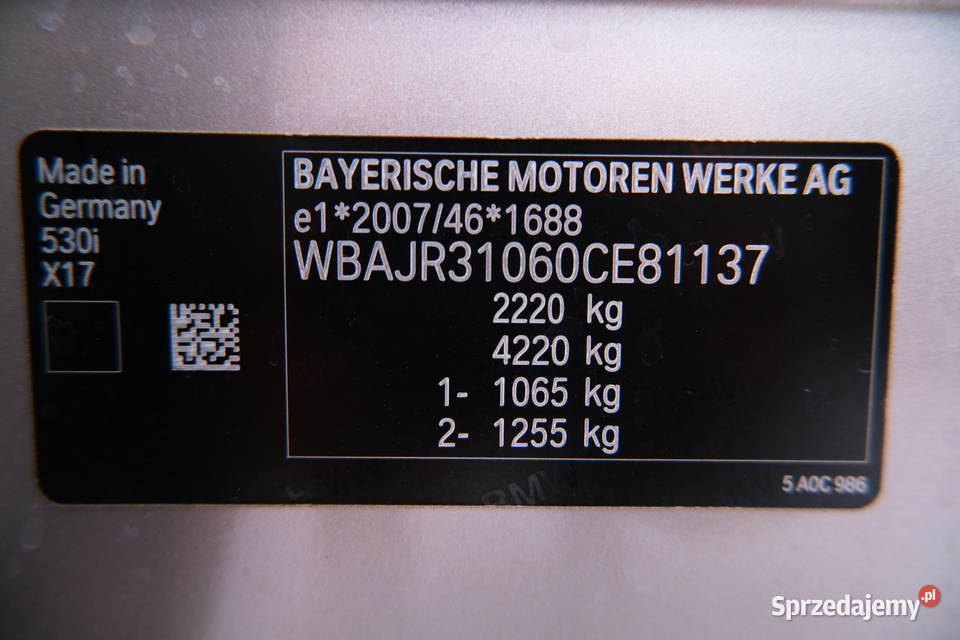 Made in
Germany
530i
X17
BAYERISCHE MOTOREN WERKE AG
e1*2007/46*1688
WBAJR31060CE81137
2220 kg
4220 kg
1- 1065 kg
2- 1255 kg
5 A0C 986
BMW
Sprzedajemy.pl